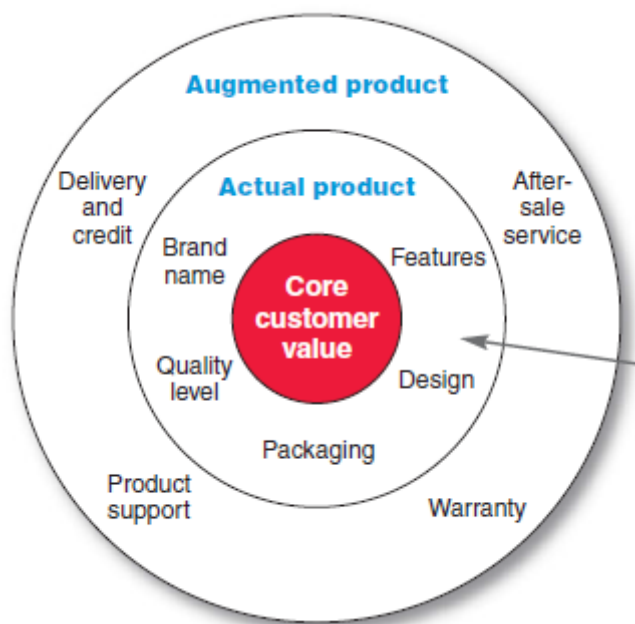 Augmented product
Delivery
and
credit
After-
sale
service
Actual product
Brand
name
Features
Core
customer
value
Quality
level
Design
Packaging
Product
support
Warranty